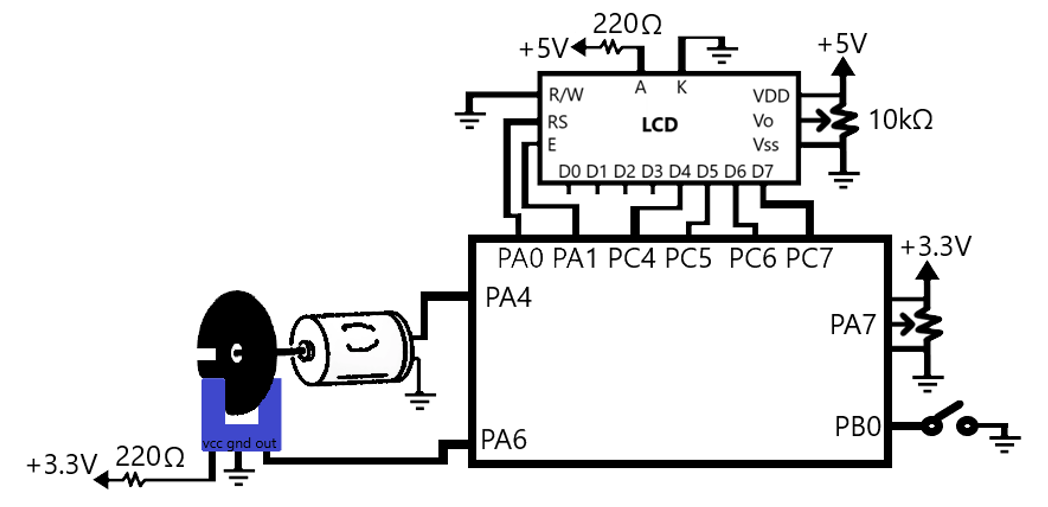 220Ω
+5V
+5V
R/W
A
K
VDD
RS
LCD
Vo
10kΩ
E
Vss
D0 D1 D2 D3 D4 D5 D6 D7
PA0 PA1 PC4 PC5 PC6 PC7
+3.3V
PA4
PA7
PB0
PA6
vcc gnd out
+3.3V
220Ω